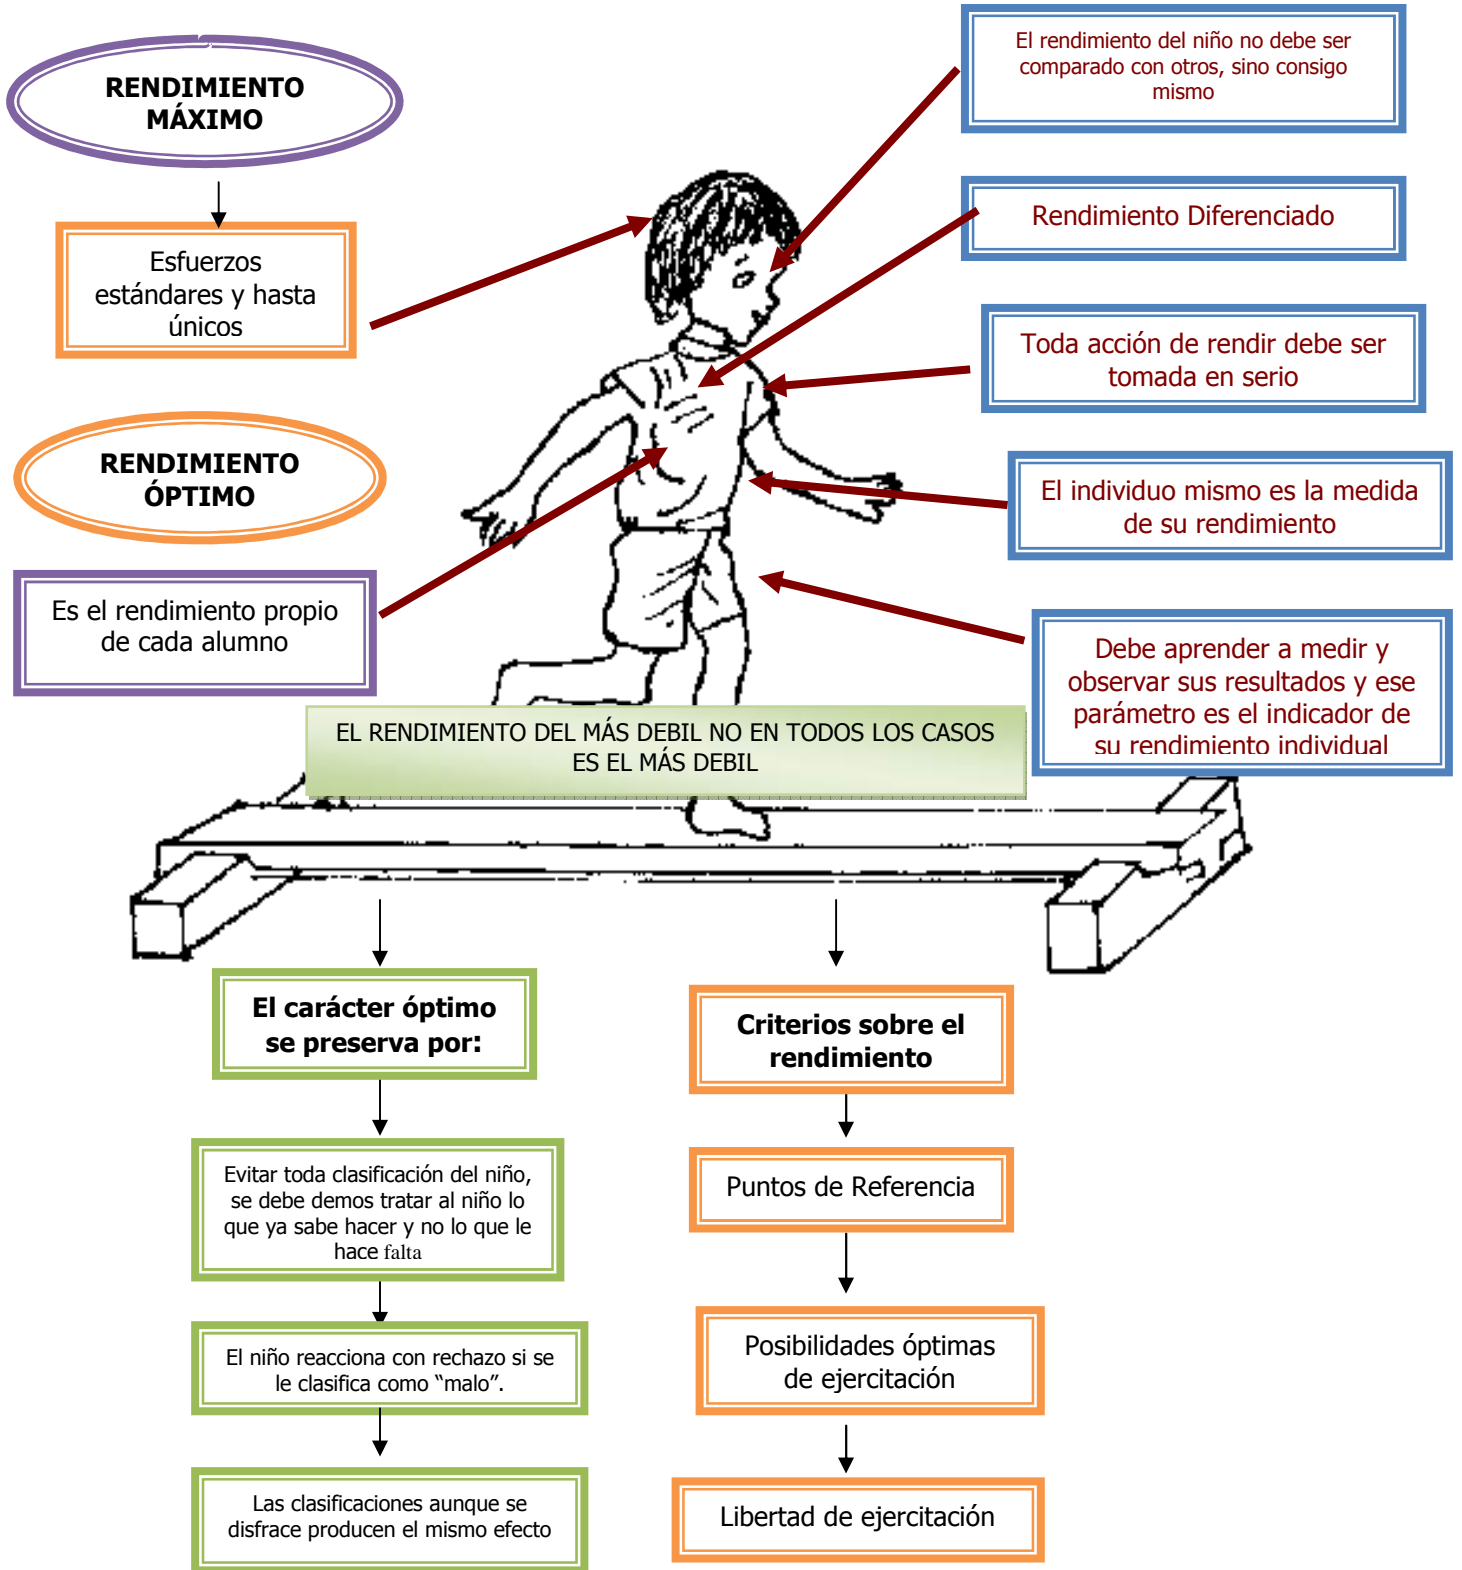 RENDIMIENTO
MÁXIMO
Esfuerzos
estándares y hasta
únicos
RENDIMIENTO
ÓPTIMO
Es el rendimiento propio
de cada alumno
El rendimiento del niño no debe ser
comparado con otros, sino consigo
mismo
Rendimiento Diferenciado
Toda acción de rendir debe ser
tomada en serio
El individuo mismo es la medida
de su rendimiento
Debe aprender a medir y
observar sus resultados y ese
parámetro es el indicador de
su rendimiento individual
EL RENDIMIENTO DEL MÁS DEBIL NO EN TODOS LOS CASOS
ES EL MÁS DEBIL
El carácter óptimo
se preserva por:
Evitar toda clasificación del niño,
se debe demos tratar al niño lo
que ya sabe hacer y no lo que le
hace falta
El niño reacciona con rechazo si se
le clasifica como “malo”.
Las clasificaciones aunque se
disfrace producen el mismo efecto
Criterios sobre el
rendimiento
Puntos de Referencia
Posibilidades óptimas
de ejercitación
Libertad de ejercitación